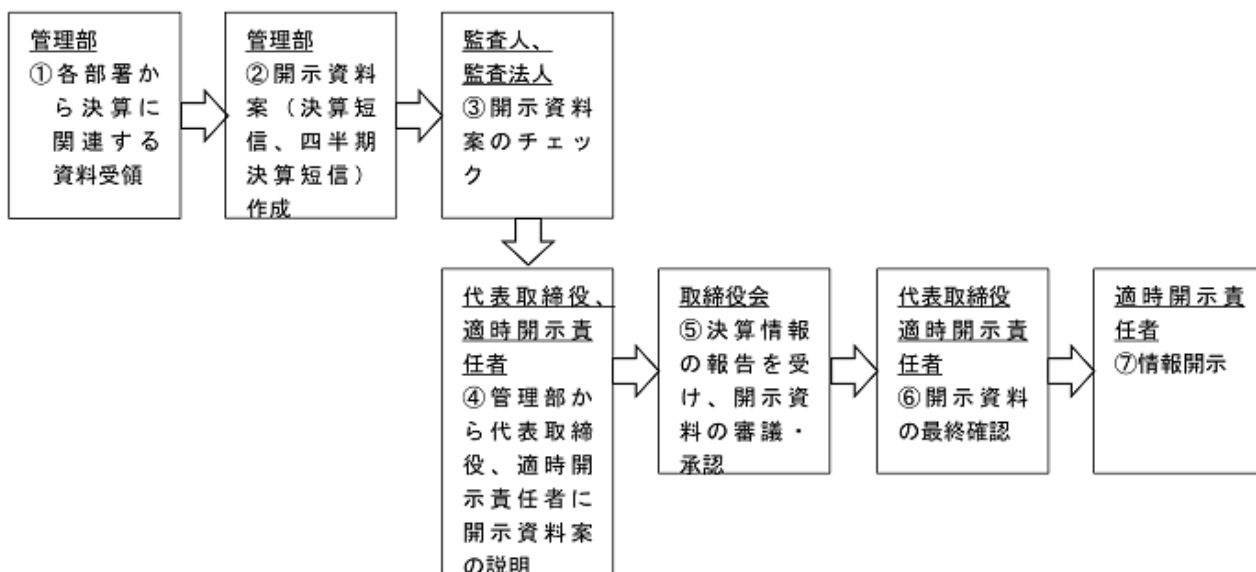 管理部
①各部署か
ら決算に
関連する
資料受領
管理部
②開示資料
案（決算短
信、四半期
決算短信）
作成
監査人、
監査法人
③開示資料
案のチェッ
ク
代表取締役、
適時開示責
任者
④管理部か
ら代表取締
役、適時開
示責任者に
開示資料案
の説明
取締役会
⑤決算情報
の報告を受
け、開示資
料の審議・
承認
代表取締役
適時開示責
任者
⑥開示資料
の最終確認
適時開示責
任者
⑦情報開示